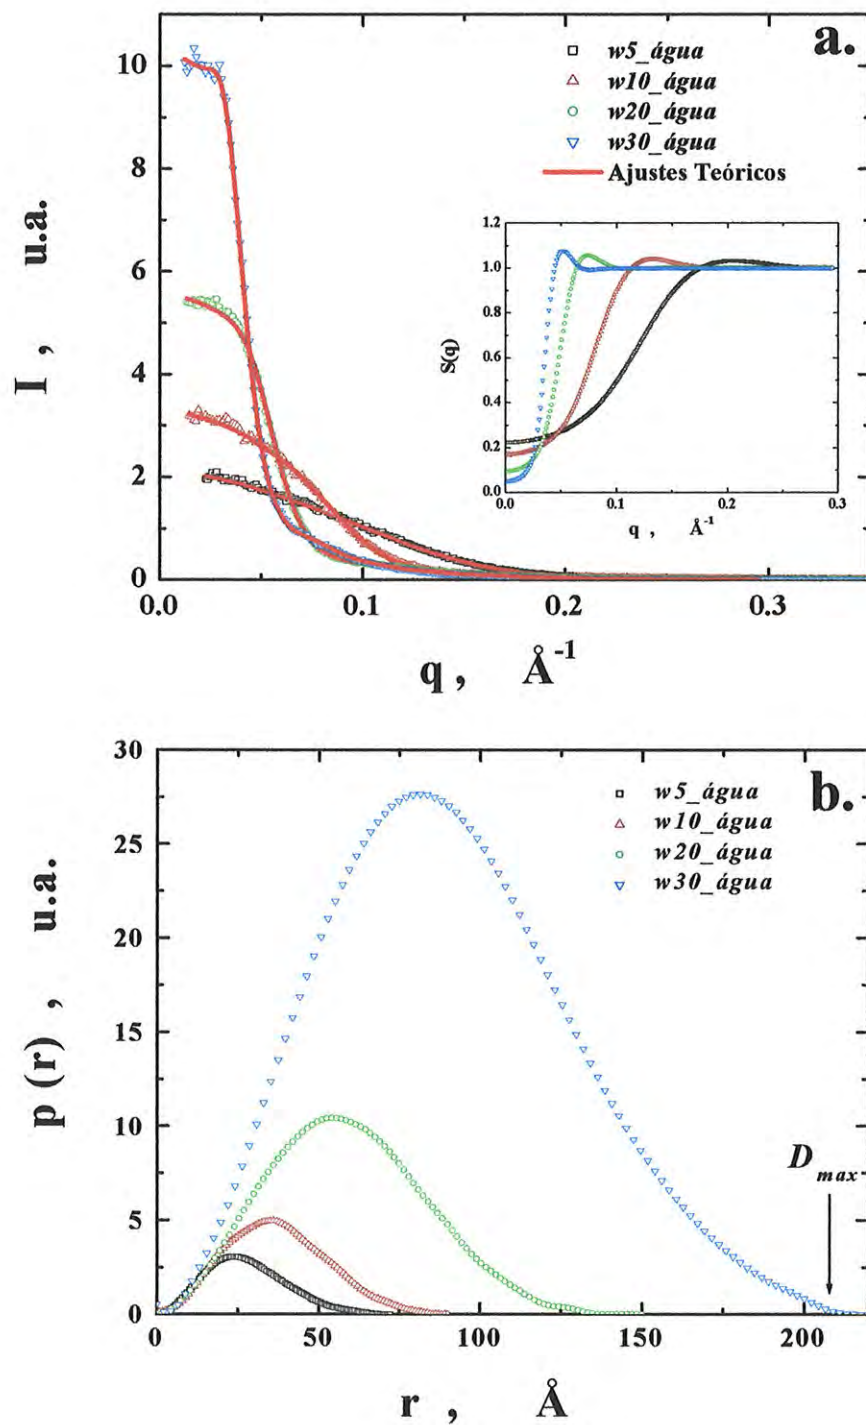 a.
w5_água
w10_água
w20_água
w30_água
Ajustes Teóricos
I , u.a.
10
8
6
4
2
0
0.0 0.1 0.2 0.3
q , Å⁻¹
S(q)
1.2
1.0
0.8
0.6
0.4
0.2
0.0
0.0 0.1 0.2 0.3
q , Å⁻¹
b.
w5_água
w10_água
w20_água
w30_água
p (r) , u.a.
30
25
20
15
10
5
0
D max
0 50 100 150 200
r , Å